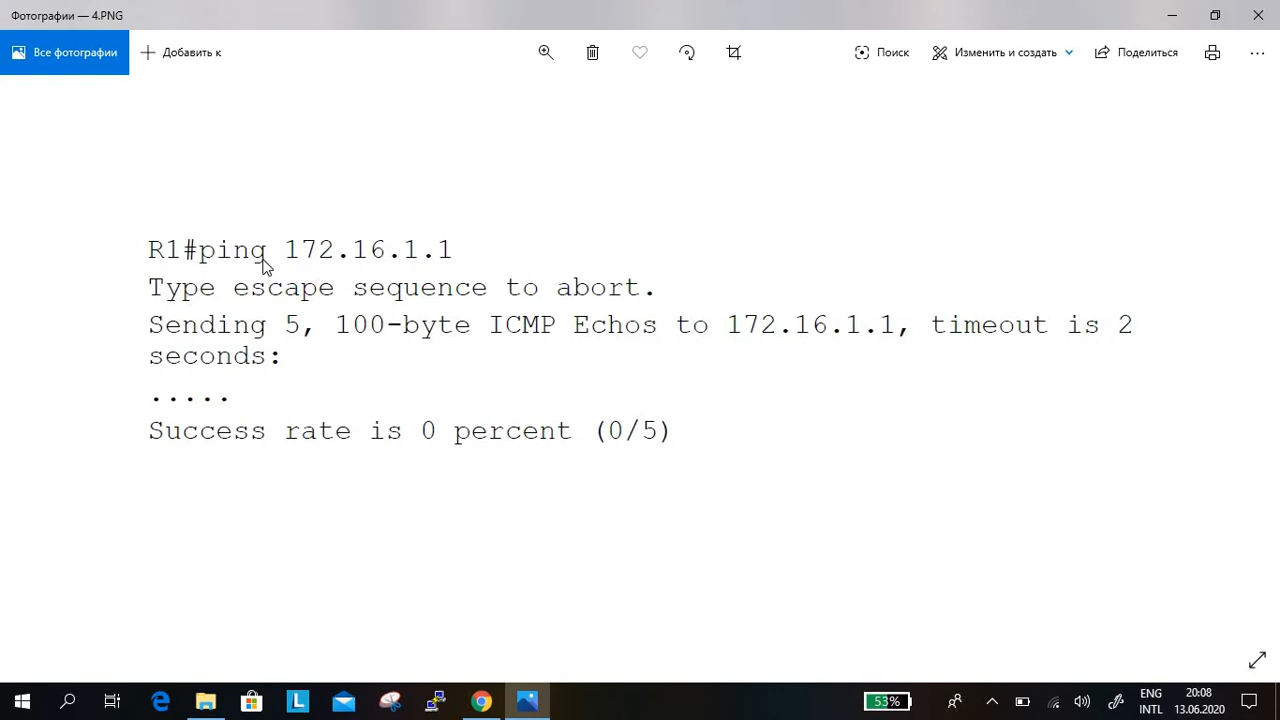 Фотографии — 4.PNG
Все фотографии
Добавить к
Поиск
Изменить и создать
Поделиться
R1#ping 172.16.1.1
Type escape sequence to abort.
Sending 5, 100-byte ICMP Echos to 172.16.1.1, timeout is 2
seconds:
.....
Success rate is 0 percent (0/5)
53%
ENG
INTL
20:08
13.06.2020